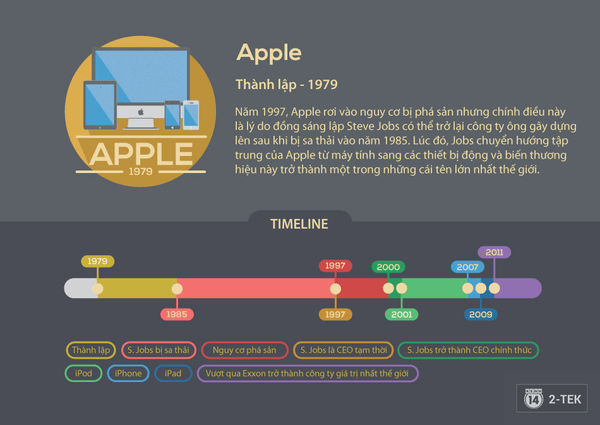 Apple
Thành lập - 1979
APPLE
1979
Năm 1997, Apple rơi vào nguy cơ bị phá sản nhưng chính điều này
là lý do đồng sáng lập Steve Jobs có thể trở lại công ty ông gây dựng
lên sau khi bị sa thải vào năm 1985. Lúc đó, Jobs chuyển hướng tập
trung của Apple từ máy tính sang các thiết bị động và biến thương
hiệu này trở thành một trong những cái tên lớn nhất thế giới.
TIMELINE
1979
1997
2000
2007
2011
1985
1997
2001
2009
Thành lập
S. Jobs bị sa thải
Nguy cơ phá sản
S. Jobs là CEO tạm thời
S. Jobs trở thành CEO chính thức
iPod
iPhone
iPad
Vượt qua Exxon trở thành công ty giá trị nhất thế giới
14
2-TEK